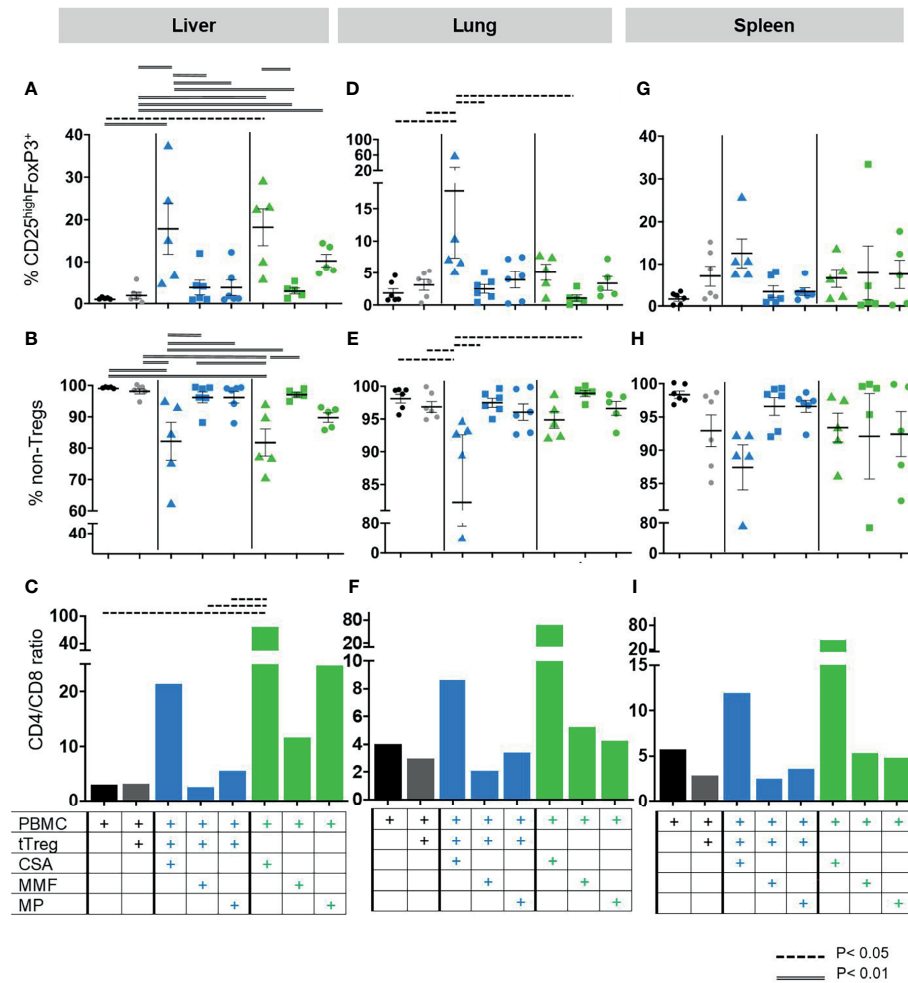 Liver Lung Spleen
A D G
% CD25highFoxP3+
40 30 20 10 0
100 80 60 40 20 15 10 5 0
40 30 20 10 0
B E H
% non-Tregs
100 90 80 70 60 40
100 95 90 85 80 0
100 95 90 85 80 0
C F I
CD4/CD8 ratio
100 40 20 10 0
80 20 10 8 6 4 2 0
80 20 15 10 5 0
PBMC + + + + + + + + + + + + + + + + + + + + + + + +
tTreg + + + + + + + + + + + +
CSA + + + + + +
MMF + + + + + +
MP + + + + + +
P< 0.05
P< 0.01